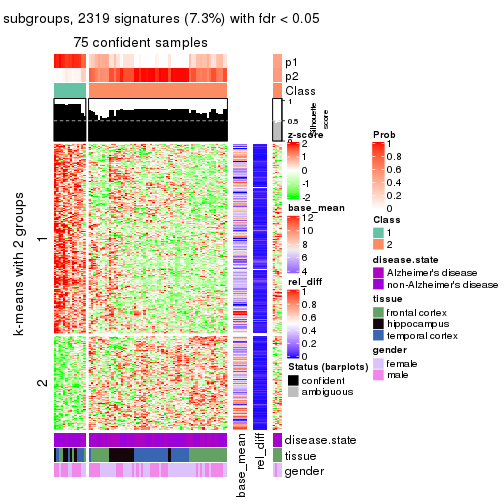 subgroups, 2319 signatures (7.3%) with fdr < 0.05
75 confident samples
p1
p2
Class
1
0.5
0
Silhouette
score
k-means with 2 groups
1
2
z-score
2
1
0
-1
-2
base_mean
12
10
8
6
4
rel_diff
1
0.8
0.6
0.4
0.2
0
Status (barplots)
confident
ambiguous
Prob
1
0.8
0.6
0.4
0.2
0
Class
1
2
disease.state
Alzheimer's disease
non-Alzheimer's disease
tissue
frontal cortex
hippocampus
temporal cortex
gender
female
male
disease.state
tissue
gender
base_mean
rel_diff